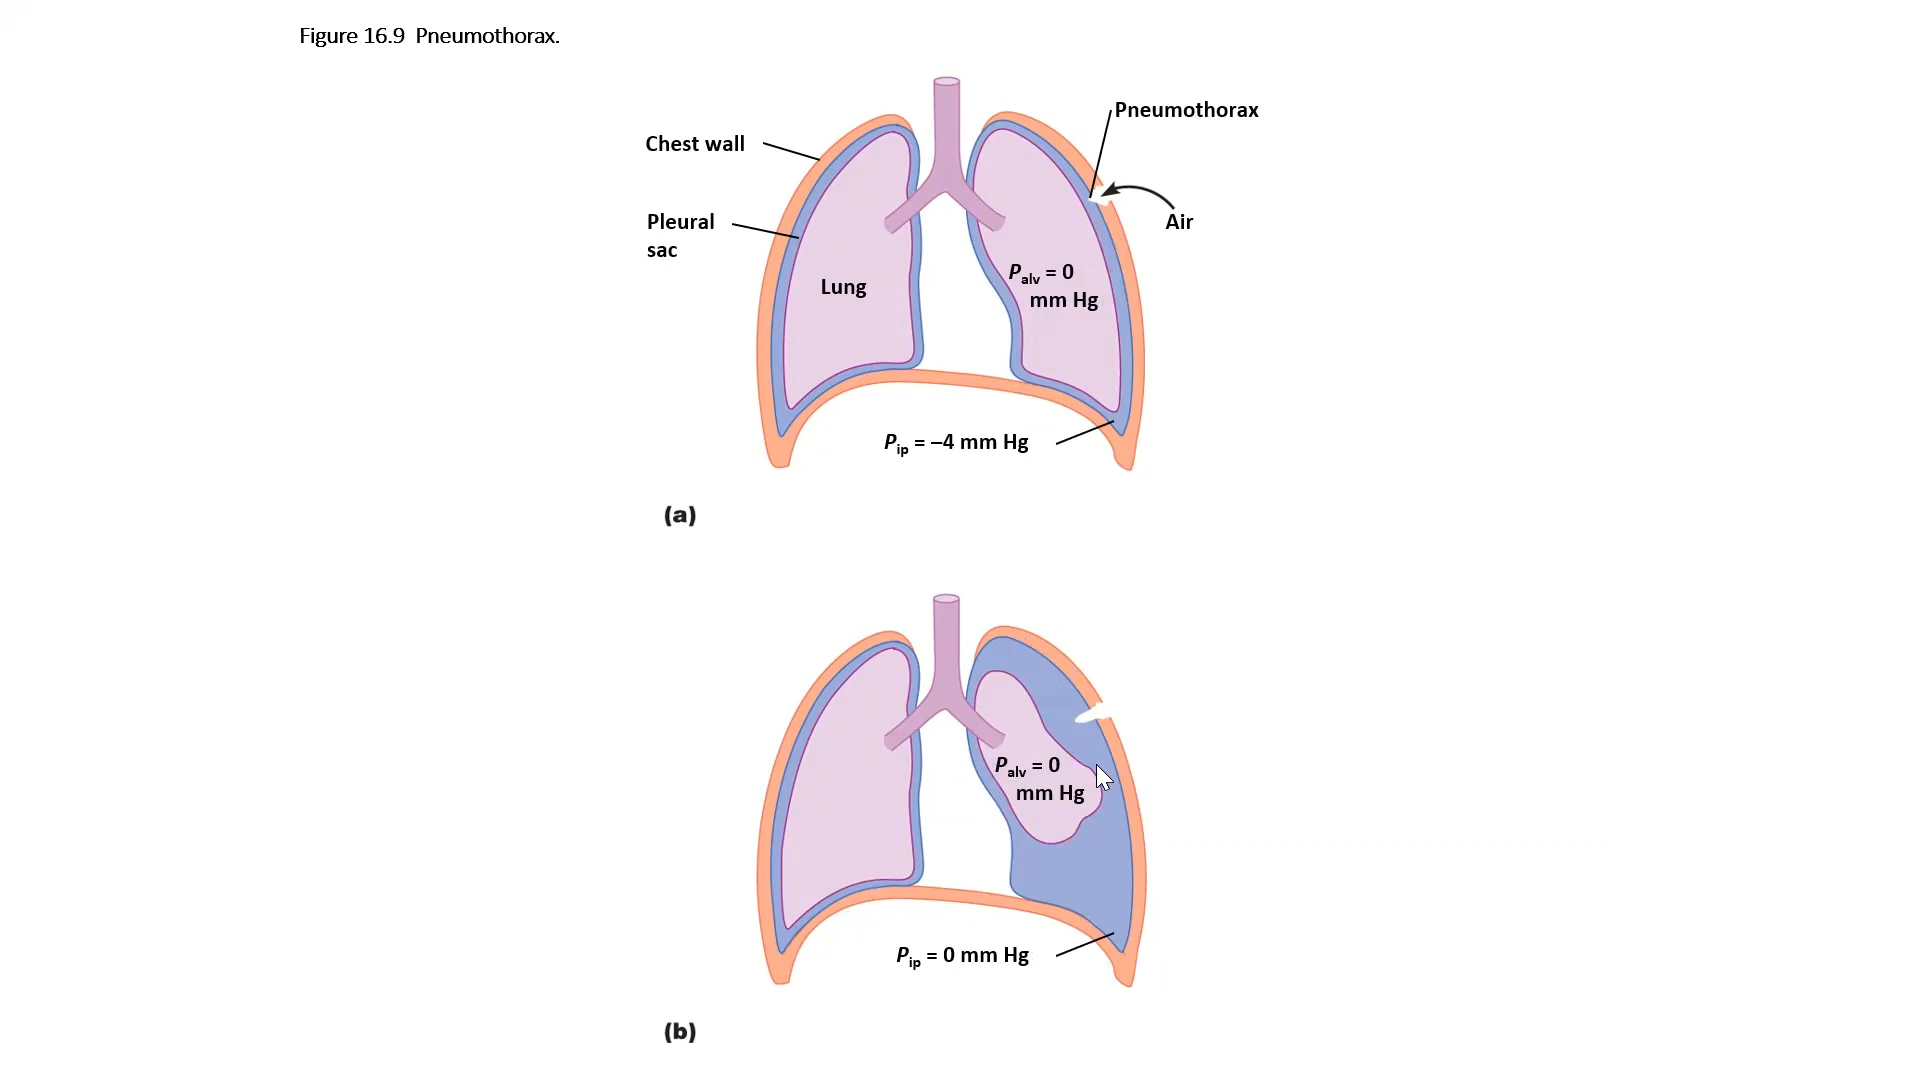 Figure 16.9  Pneumothorax.
Pneumothorax
Chest wall
Pleural
sac
Air
Lung
Palv = 0
mm Hg
Pip = –4 mm Hg
(a)
Palv = 0
mm Hg
Pip = 0 mm Hg
(b)